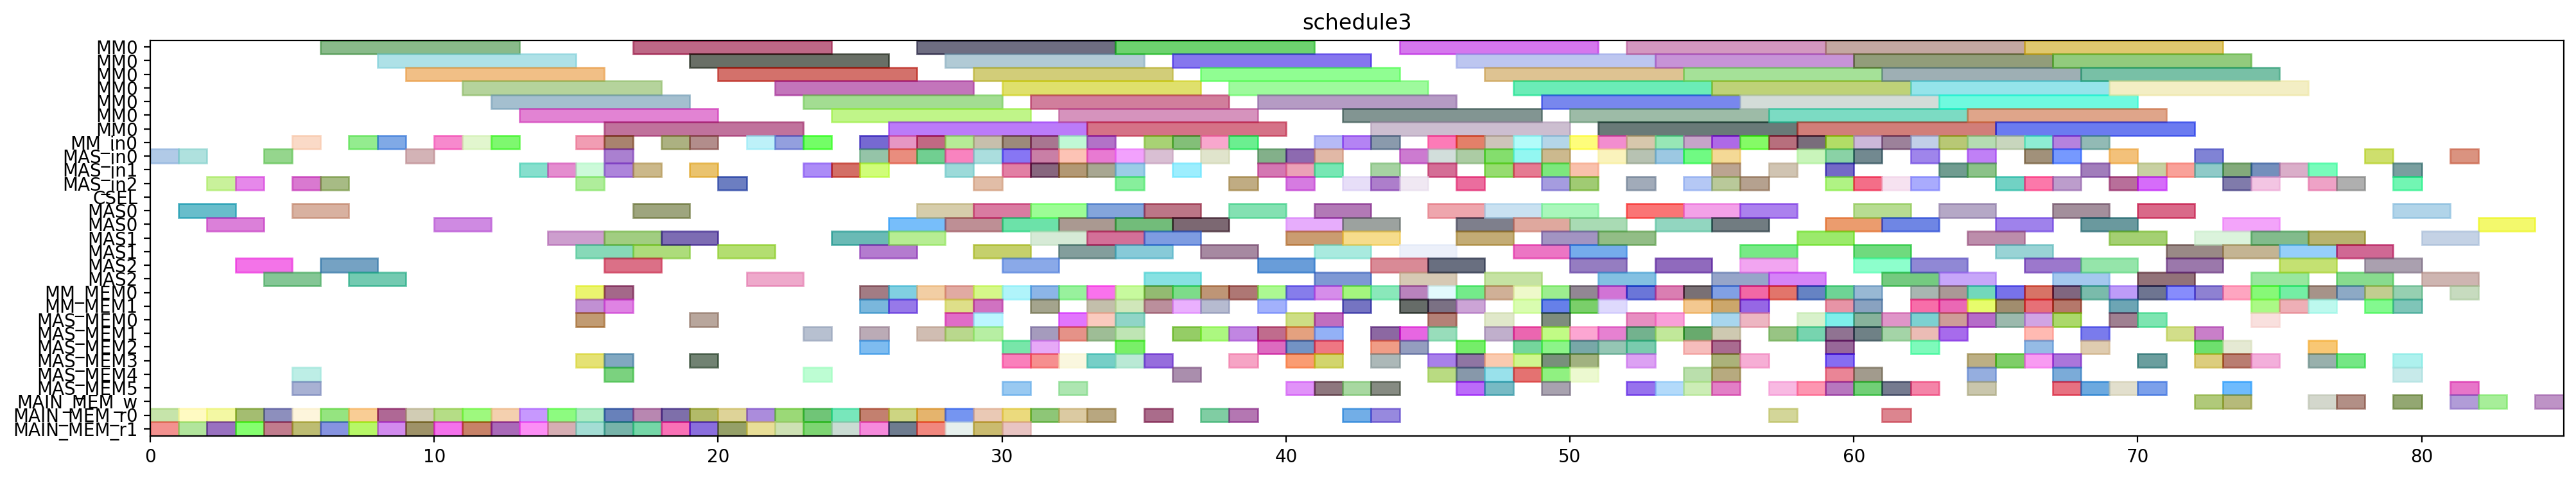 schedule3
MM0
MM0
MM0
MM0
MM0
MM0
MM0
MM_in0
MAS_in0
MAS_in1
MAS_in2
CSEL
MAS0
MAS0
MAS1
MAS1
MAS2
MAS2
MM_MEM0
MM_MEM1
MAS_MEM0
MAS_MEM1
MAS_MEM2
MAS_MEM3
MAS_MEM4
MAS_MEM5
MAIN_MEM_w
MAIN_MEM_r0
MAIN_MEM_r1
0 10 20 30 40 50 60 70 80